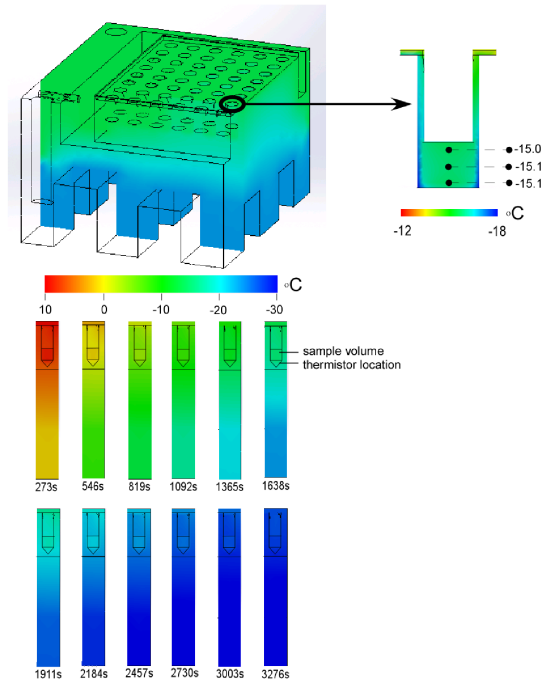 -15.0
-15.1
-15.1
°C
-12 -18
°C
10 0 -10 -20 -30
sample volume
thermistor location
273s 546s 819s 1092s 1365s 1638s
1911s 2184s 2457s 2730s 3003s 3276s